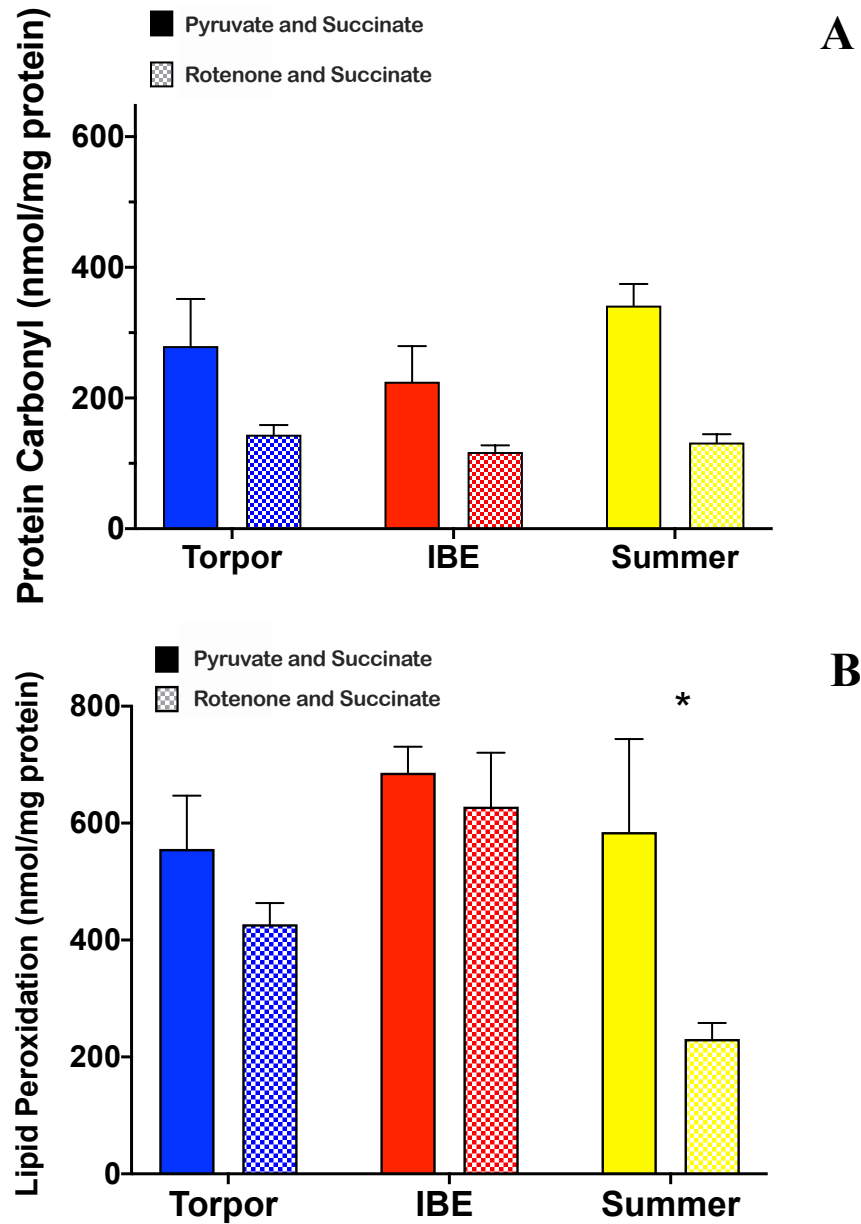 Pyruvate and Succinate
A
Rotenone and Succinate
Protein Carbonyl (nmol/mg protein)
600
400
200
0
Torpor IBE Summer
Pyruvate and Succinate
B
Rotenone and Succinate
Lipid Peroxidation (nmol/mg protein)
800
*
600
400
200
0
Torpor IBE Summer